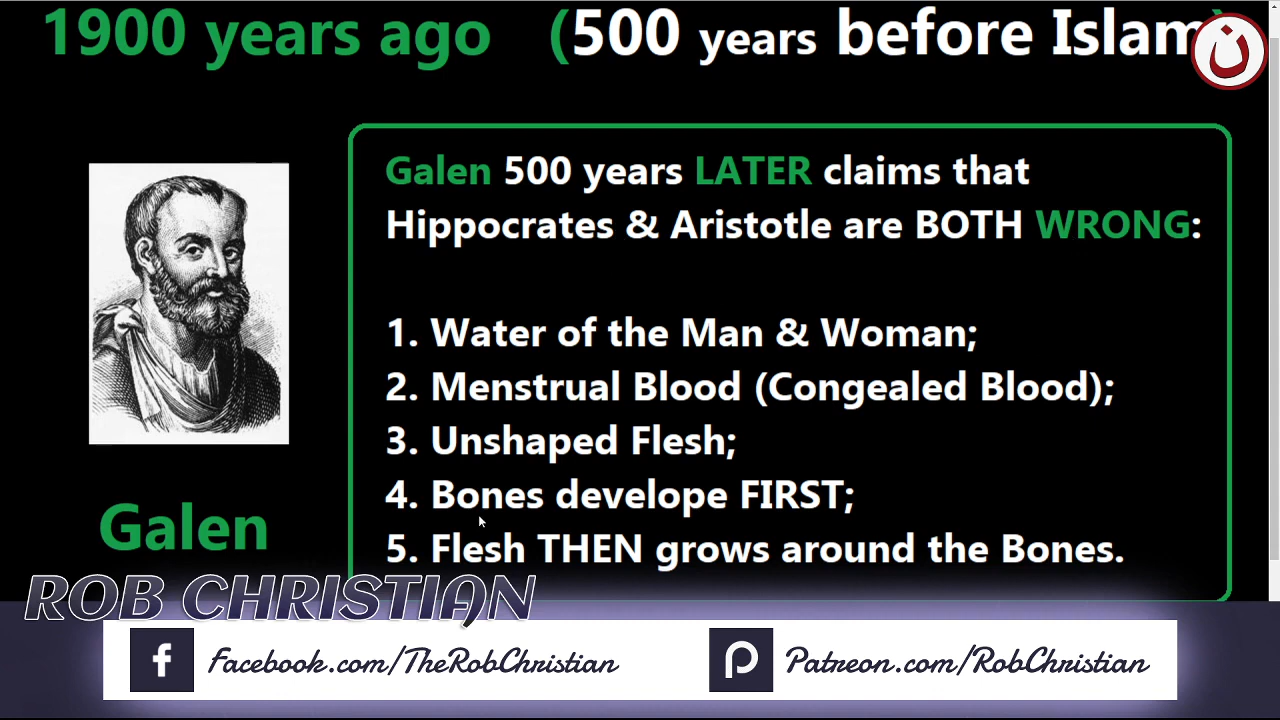 1900 years ago (500 years before Islam)
ن
Galen 500 years LATER claims that
Hippocrates & Aristotle are BOTH WRONG:
1. Water of the Man & Woman;
2. Menstrual Blood (Congealed Blood);
3. Unshaped Flesh;
4. Bones develope FIRST;
5. Flesh THEN grows around the Bones.
Galen
ROB CHRISTIAN
Facebook.com/TheRobChristian
Patreon.com/RobChristian